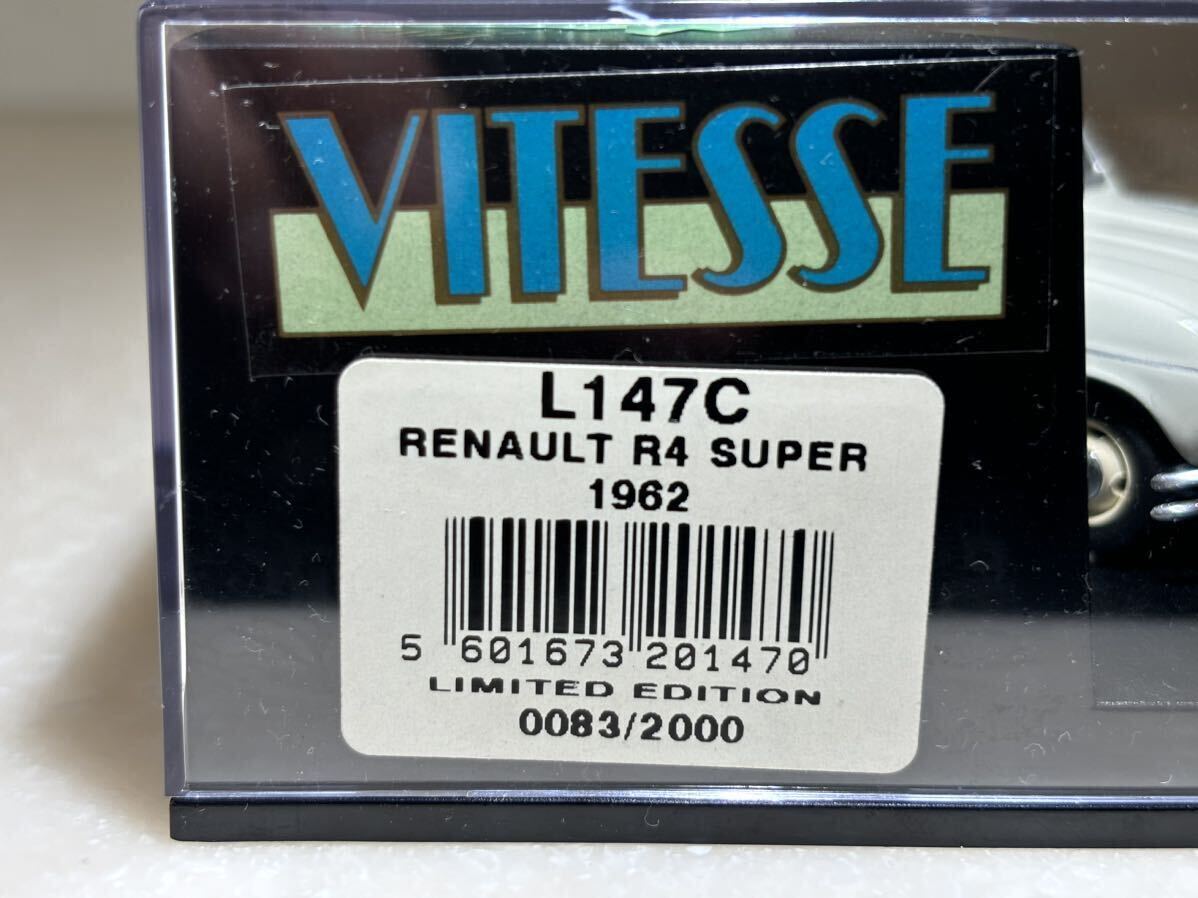 VITESSE
L147C
RENAULT R4 SUPER
1962
5 601673 201470
LIMITED EDITION
0083/2000